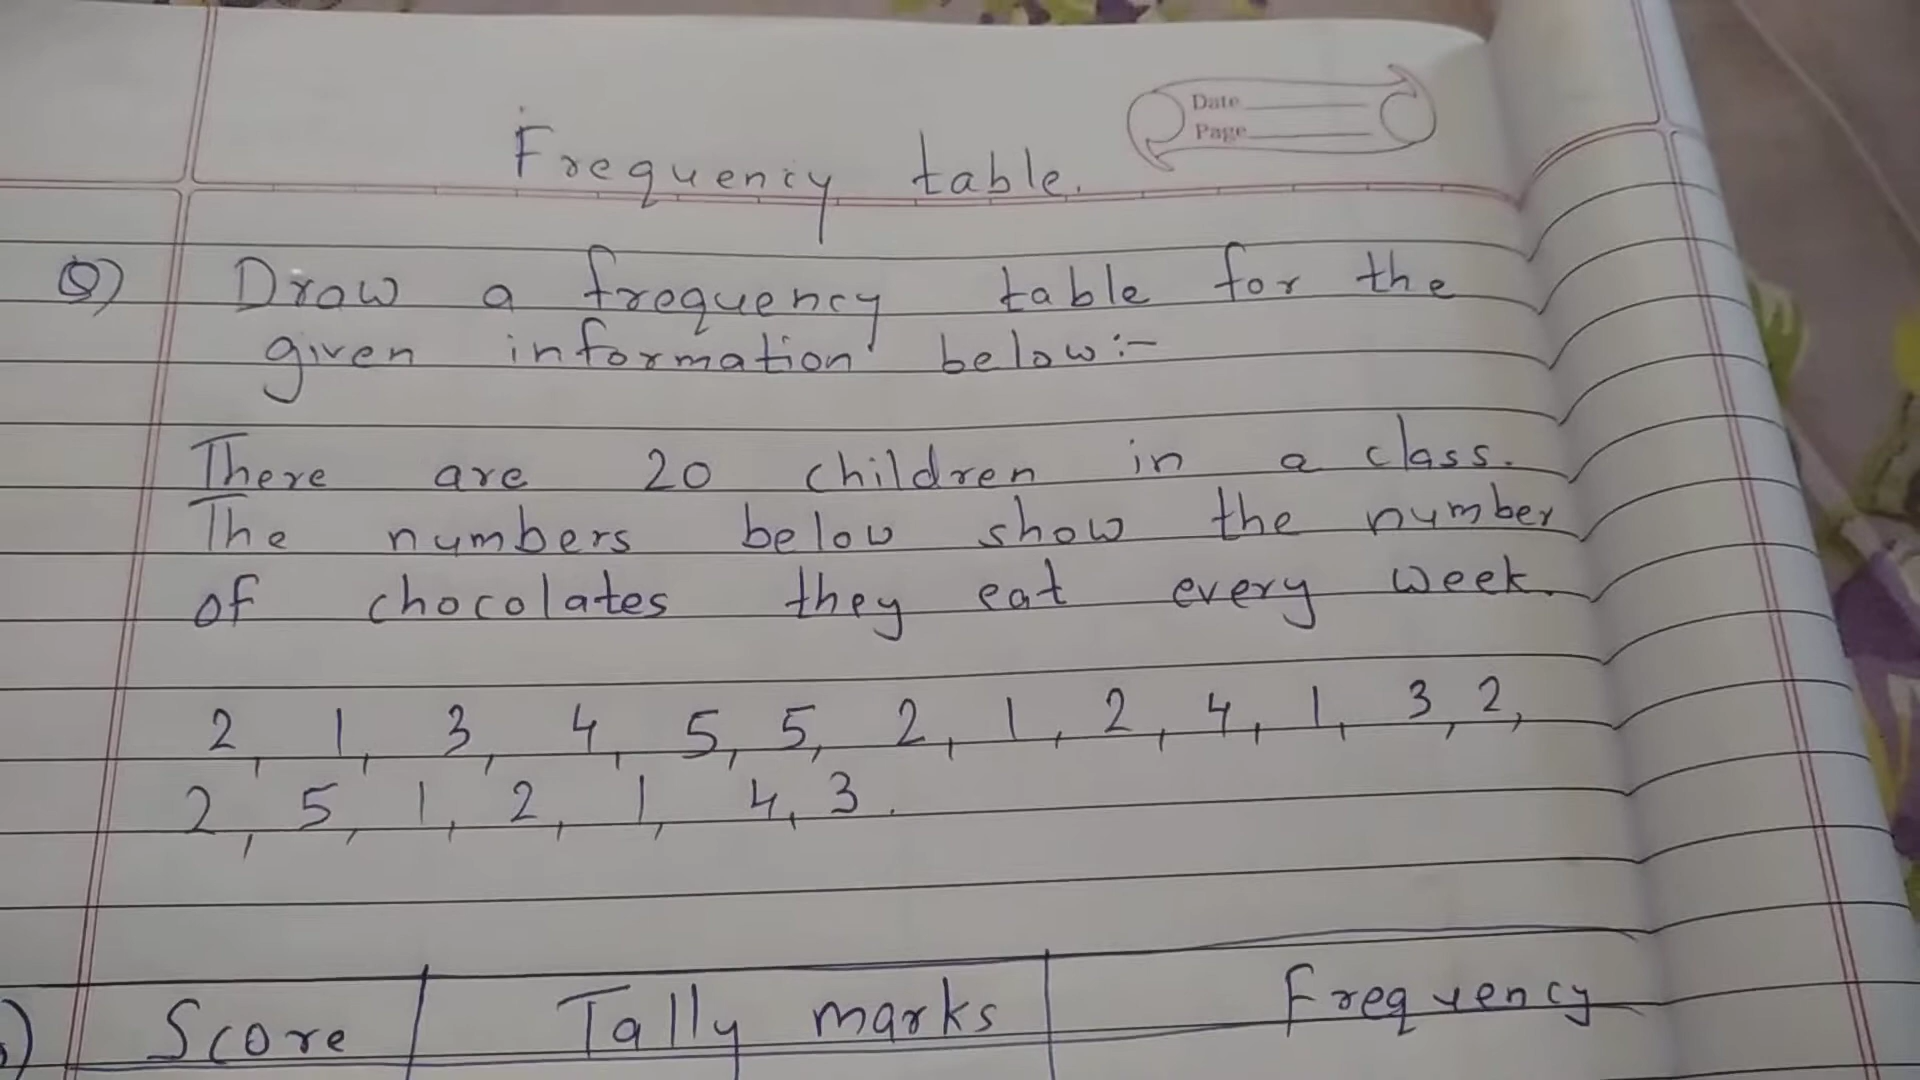 Date
Page
Frequency table.
Q) Draw a frequency table for the
given information below:-
There are 20 children in a class.
The numbers below show the number
of chocolates they eat every week.
2, 1, 3, 4, 5, 5, 2, 1, 2, 4, 1, 3, 2,
2, 5, 1, 2, 1, 4, 3.
Score Tally marks Frequency